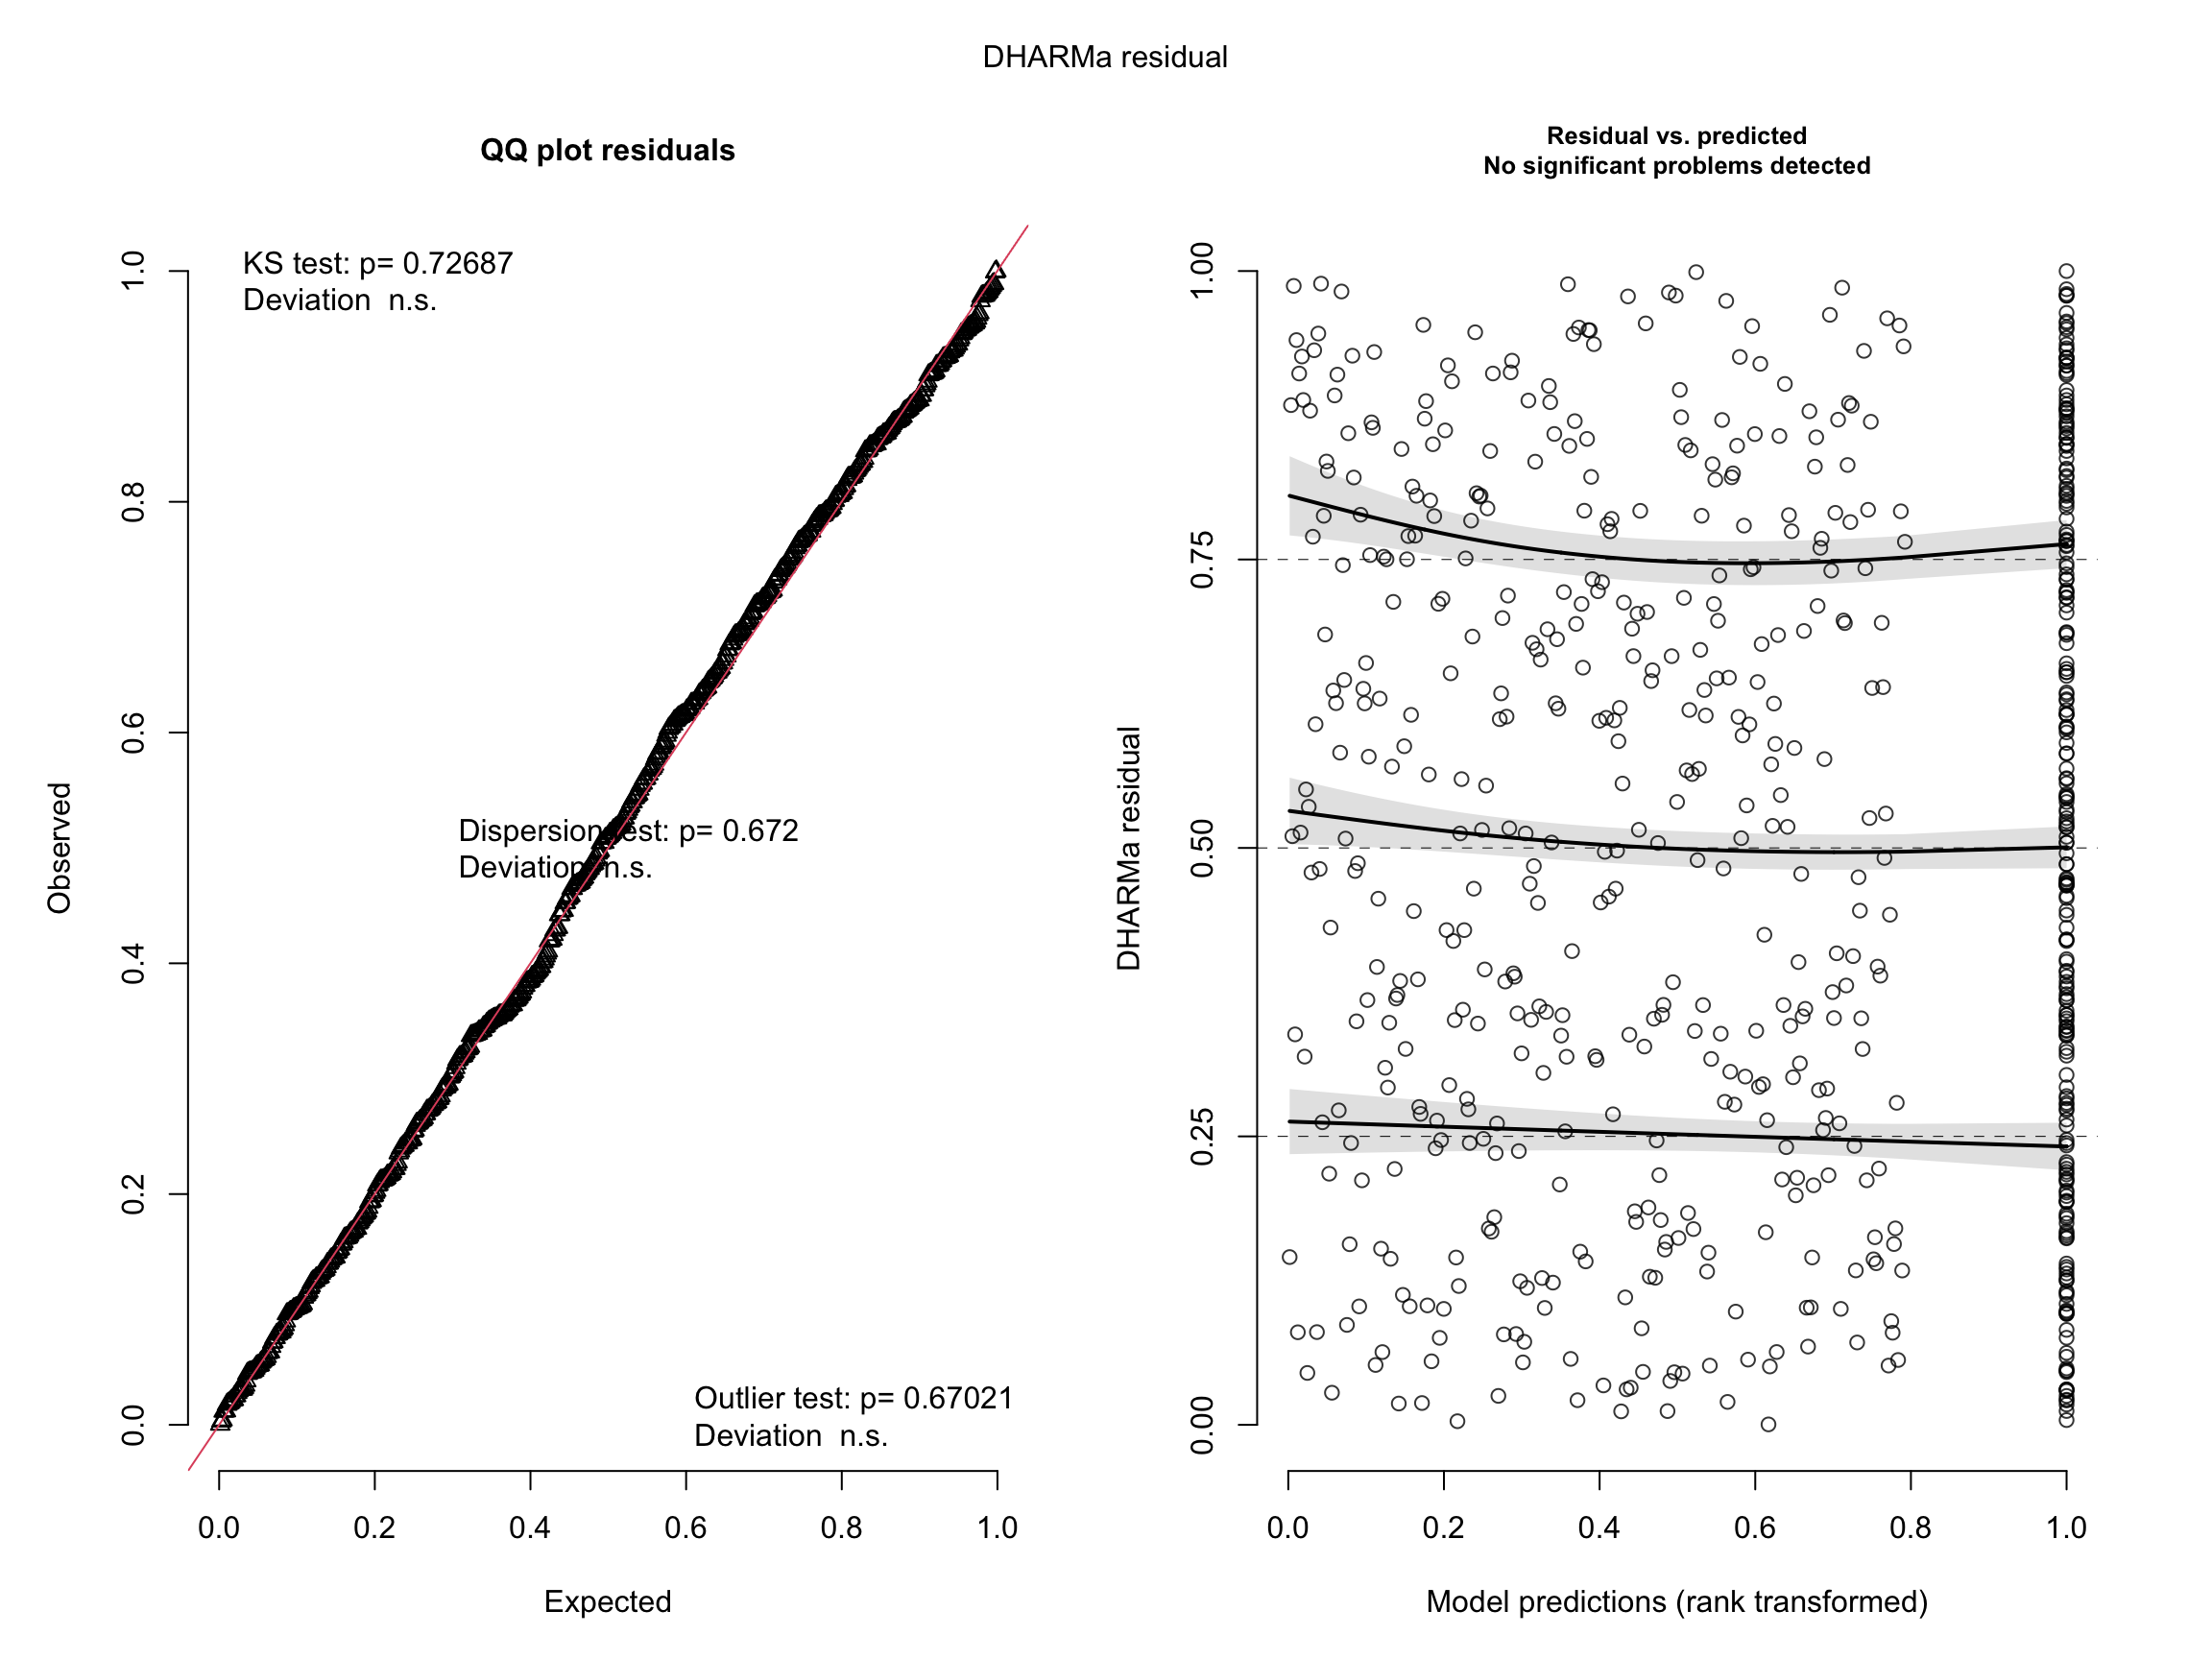 DHARMa residual
QQ plot residuals
KS test: p= 0.72687
Deviation  n.s.
Dispersion test: p= 0.672
Deviation  n.s.
Outlier test: p= 0.67021
Deviation  n.s.
Observed
0.0
0.2
0.4
0.6
0.8
1.0
0.0 0.2 0.4 0.6 0.8 1.0
Expected
Residual vs. predicted
No significant problems detected
DHARMa residual
0.00
0.25
0.50
0.75
1.00
0.0 0.2 0.4 0.6 0.8 1.0
Model predictions (rank transformed)